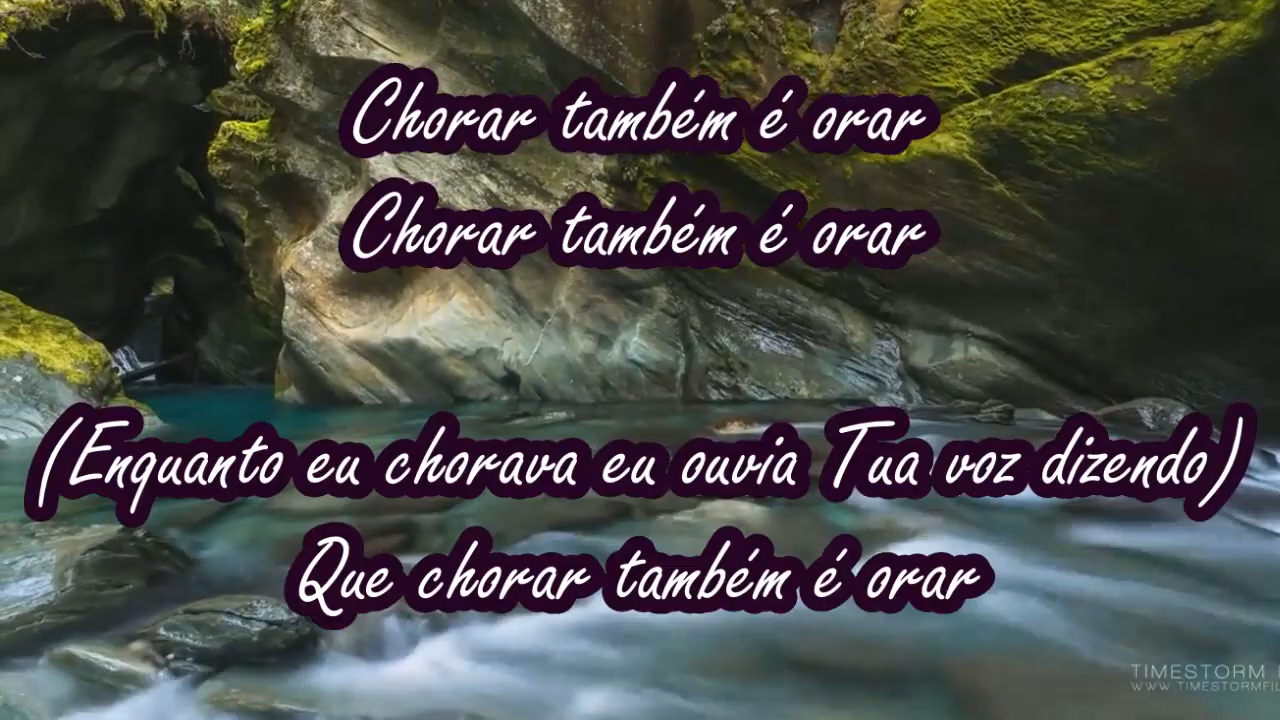 Chorar também é orar
Chorar também é orar
(Enquanto eu chorava eu ouvia Tua voz dizendo)
Que chorar também é orar
TIMESTORM
WWW.TIMESTORMFIL